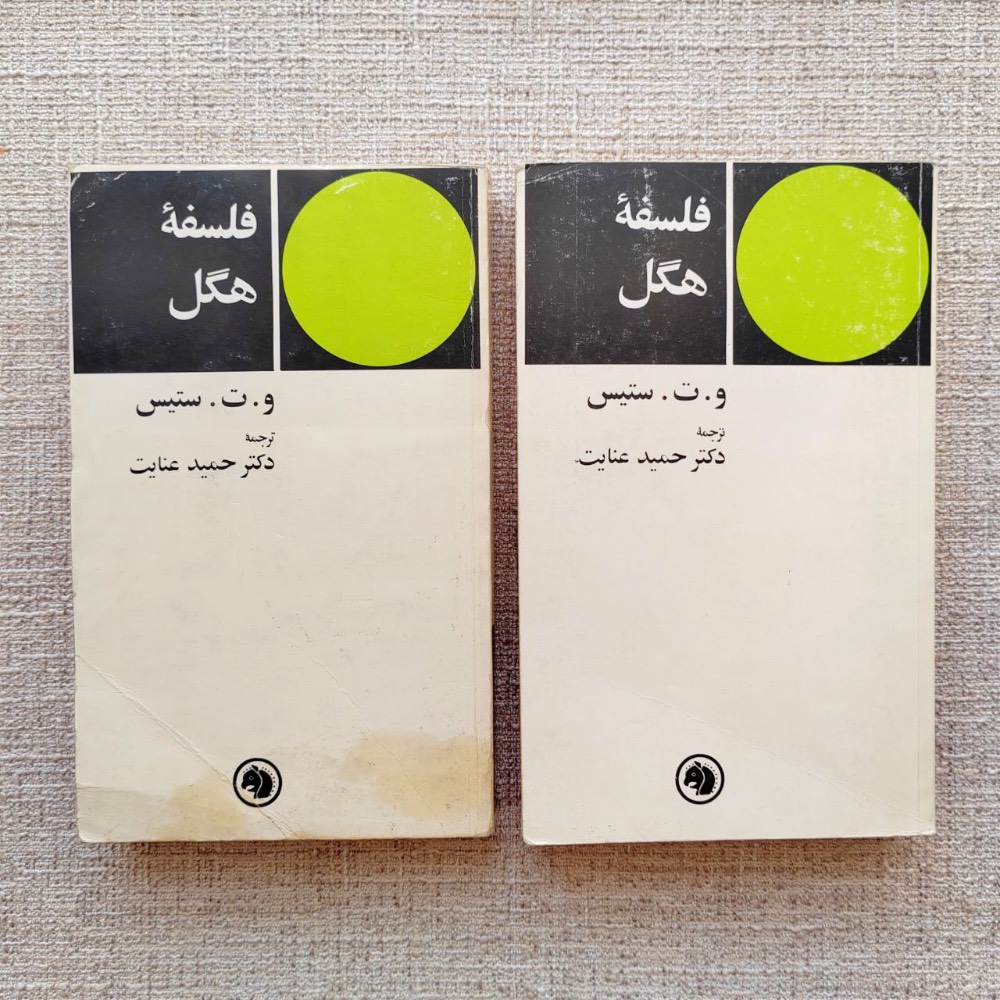 فلسفهٔ
هگل
و. ت. ستیس
ترجمهٔ
دکتر حمید عنایت
فلسفهٔ
هگل
و. ت. ستیس
ترجمهٔ
دکتر حمید عنایت